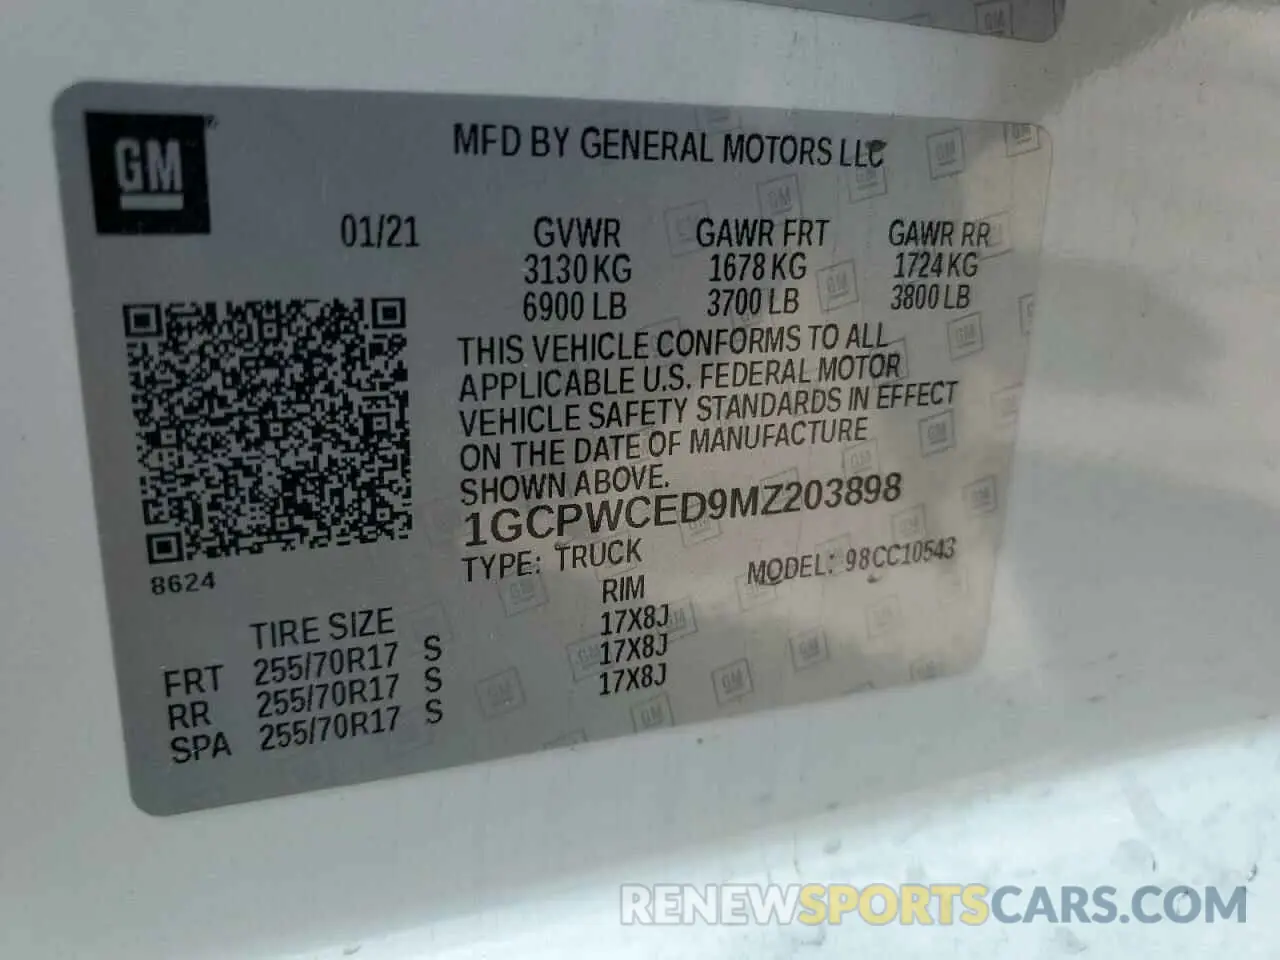 GM
MFD BY GENERAL MOTORS LLC
01/21 GVWR GAWR FRT GAWR RR
3130 KG 1678 KG 1724 KG
6900 LB 3700 LB 3800 LB
THIS VEHICLE CONFORMS TO ALL
APPLICABLE U.S. FEDERAL MOTOR
VEHICLE SAFETY STANDARDS IN EFFECT
ON THE DATE OF MANUFACTURE
SHOWN ABOVE.
1GCPWCED9MZ203898
TYPE: TRUCK MODEL: 98CC10543
8624
TIRE SIZE RIM
FRT 255/70R17 S 17X8J
RR 255/70R17 S 17X8J
SPA 255/70R17 S 17X8J
RENEWSPORTSCARS.COM